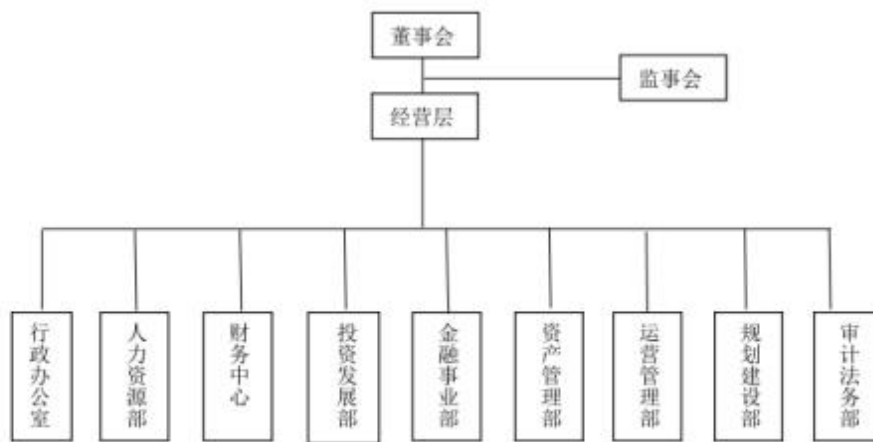 董事会
监事会
经营层
行政办公室
人力资源部
财务中心
投资发展部
金融事业部
资产管理部
运营管理部
规划建设部
审计法务部